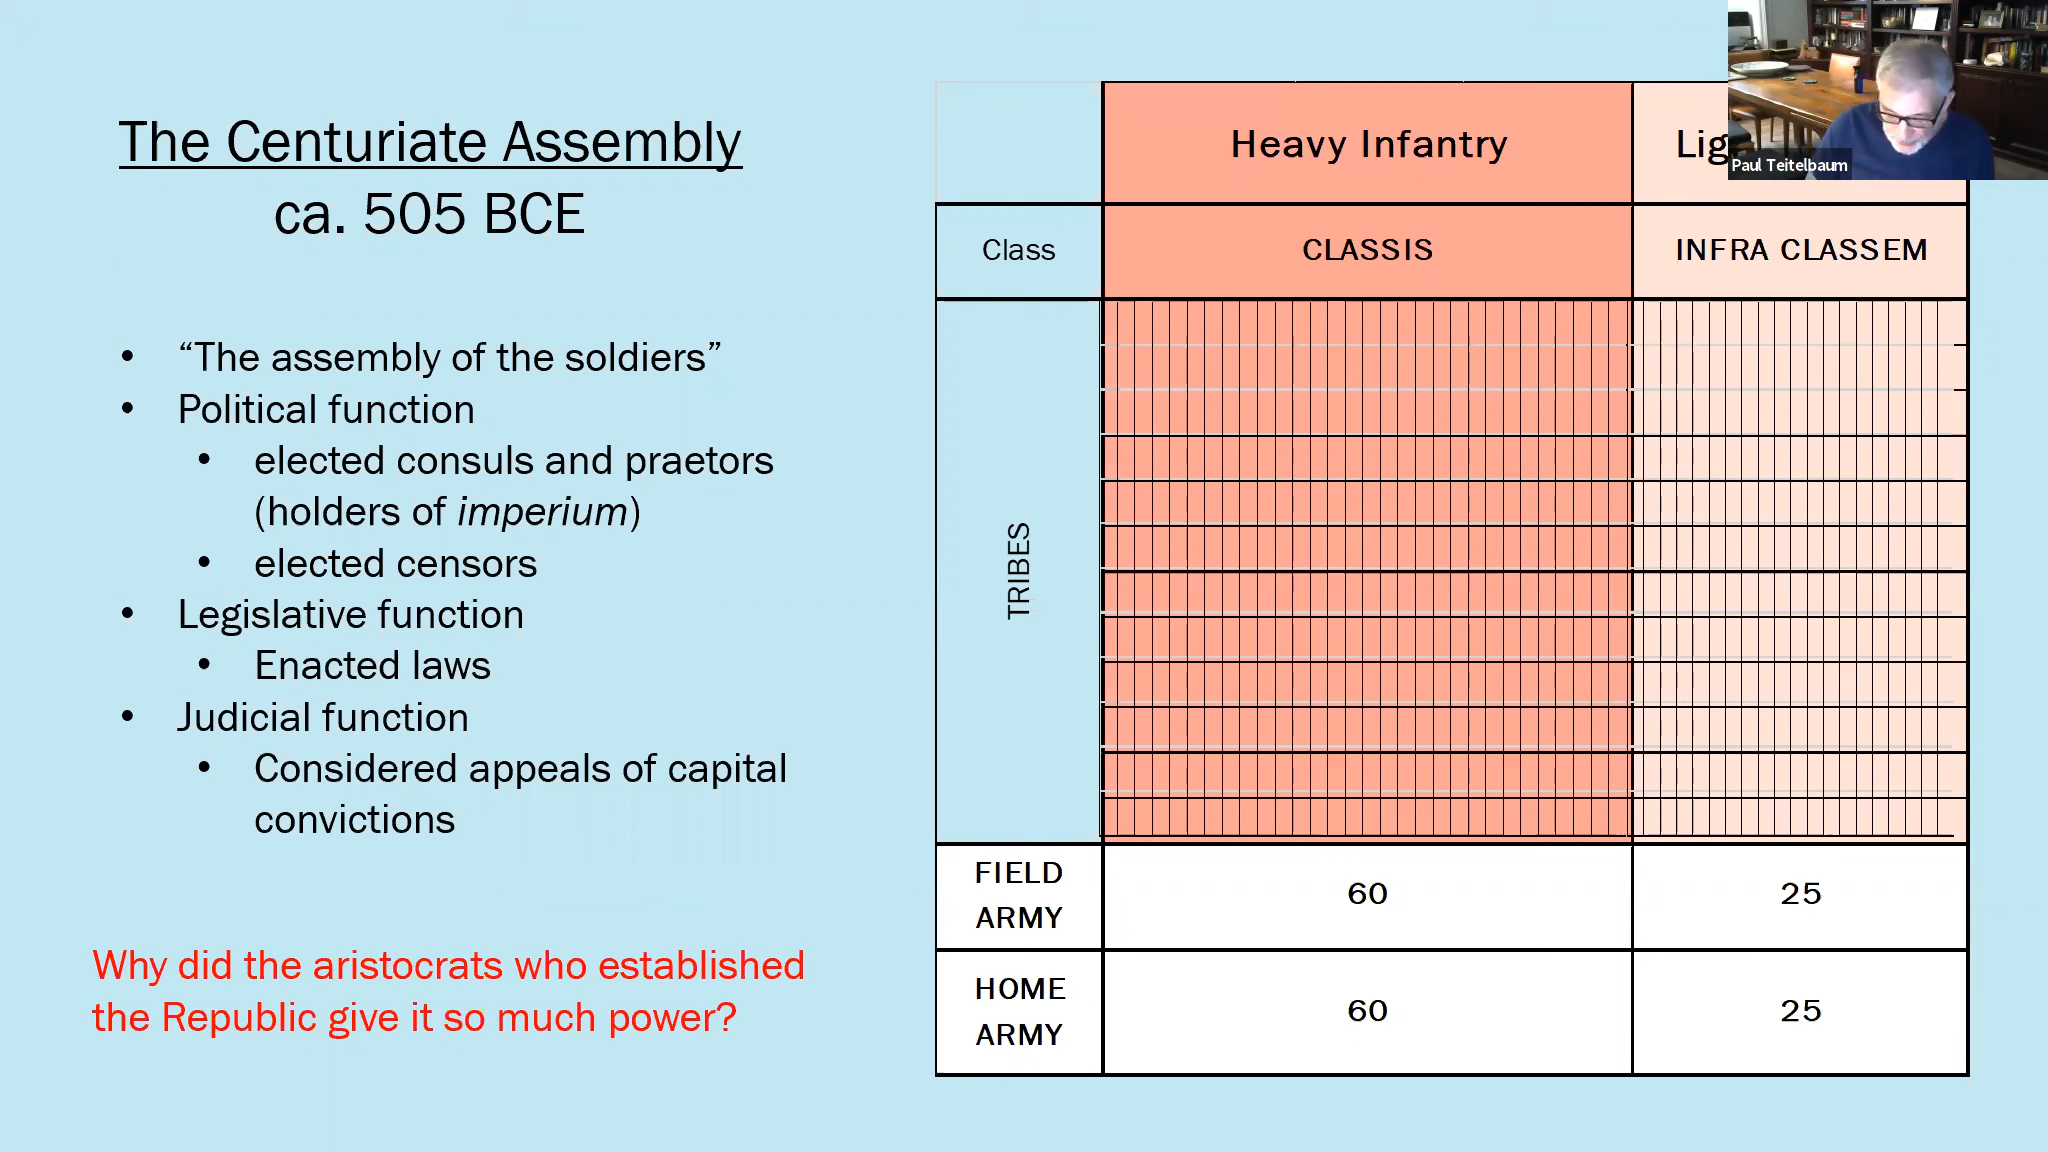 The Centuriate Assembly
ca. 505 BCE
• “The assembly of the soldiers”
• Political function
• elected consuls and praetors
(holders of imperium)
• elected censors
• Legislative function
• Enacted laws
• Judicial function
• Considered appeals of capital
convictions
Why did the aristocrats who established
the Republic give it so much power?
Heavy Infantry
Paul Teitelbaum
Class CLASSIS INFRA CLASSEM
TRIBES
FIELD
ARMY
60 25
HOME
ARMY
60 25